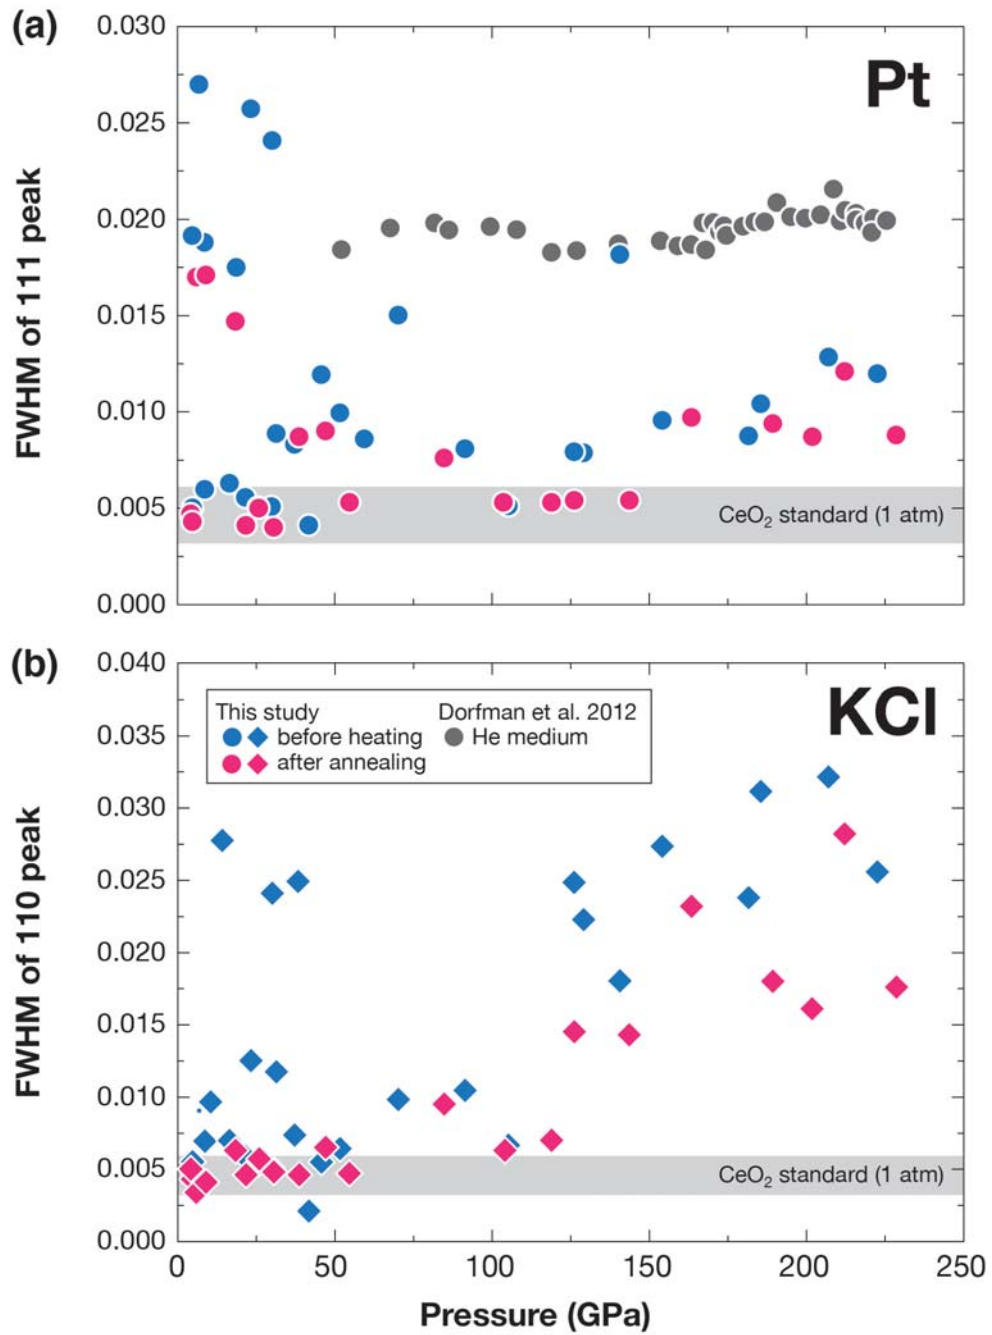 (a)
0.030
Pt
0.025
0.020
FWHM of 111 peak
0.015
0.010
0.005
CeO₂ standard (1 atm)
0.000
(b)
0.040
This study
Dorfman et al. 2012
KCl
before heating
He medium
0.035
after annealing
0.030
0.025
FWHM of 110 peak
0.020
0.015
0.010
0.005
CeO₂ standard (1 atm)
0.000
0 50 100 150 200 250
Pressure (GPa)